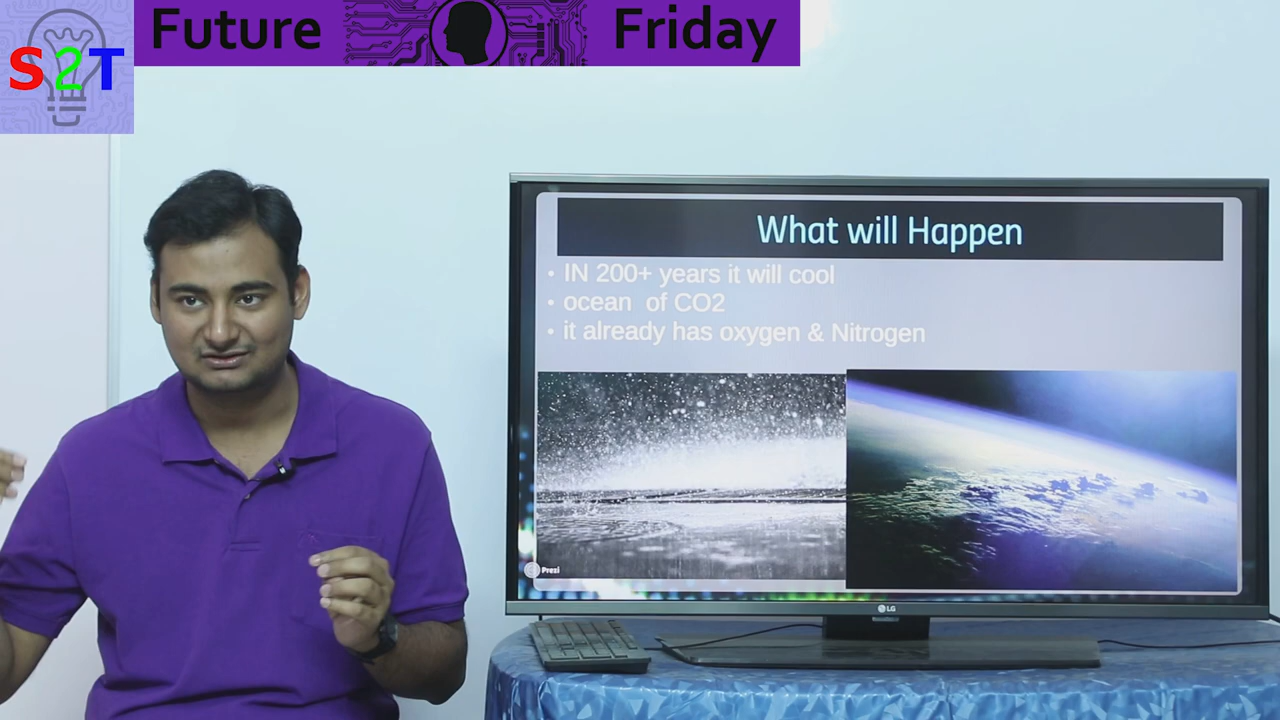 Future Friday
S2T
What will Happen
• IN 200+ years it will cool
• ocean  of CO2
• it already has oxygen & Nitrogen
Prezi
LG